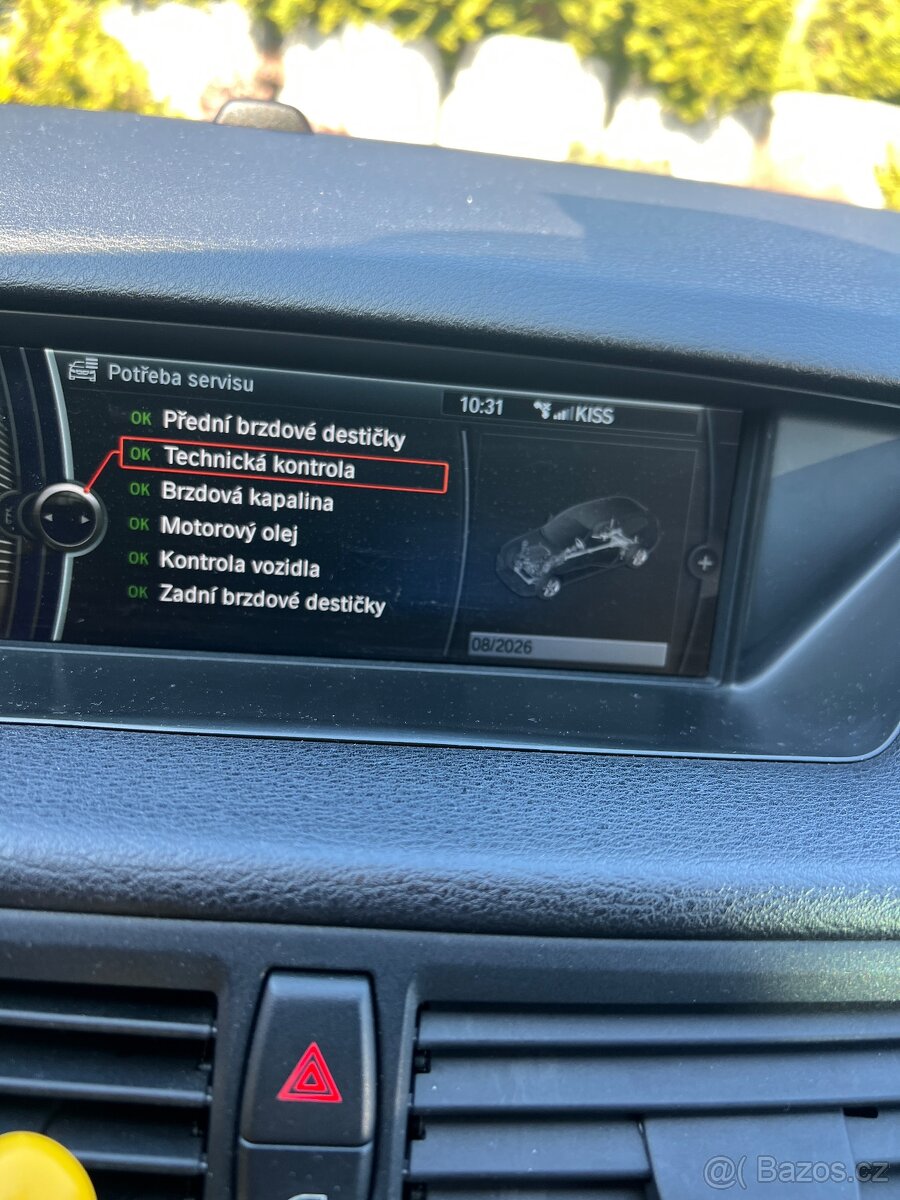 Potřeba servisu
10:31 KISS
OK Přední brzdové destičky
OK Technická kontrola
OK Brzdová kapalina
OK Motorový olej
OK Kontrola vozidla
OK Zadní brzdové destičky
08/2026
@( Bazos.cz